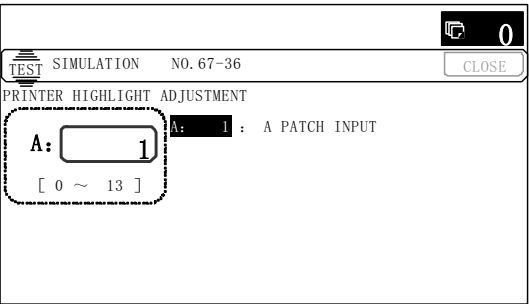 0
TEST SIMULATION NO.67-36 CLOSE
PRINTER HIGHLIGHT ADJUSTMENT
A: 1 : A PATCH INPUT
A: 1
[ 0 ～ 13 ]